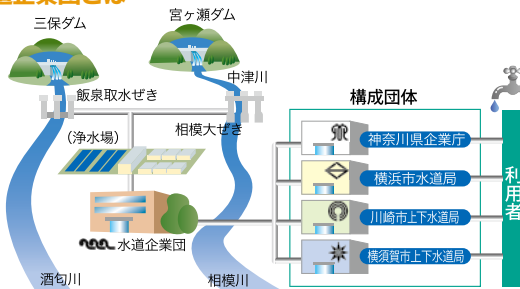 道企業団とは
三保ダム
宮ヶ瀬ダム
中津川
飯泉取水ぜき
構成団体
(浄水場)
相模大ぜき
神奈川県企業庁
横浜市水道局
利用者
川崎市上下水道局
水道企業団
横須賀市上下水道局
酒匂川
相模川